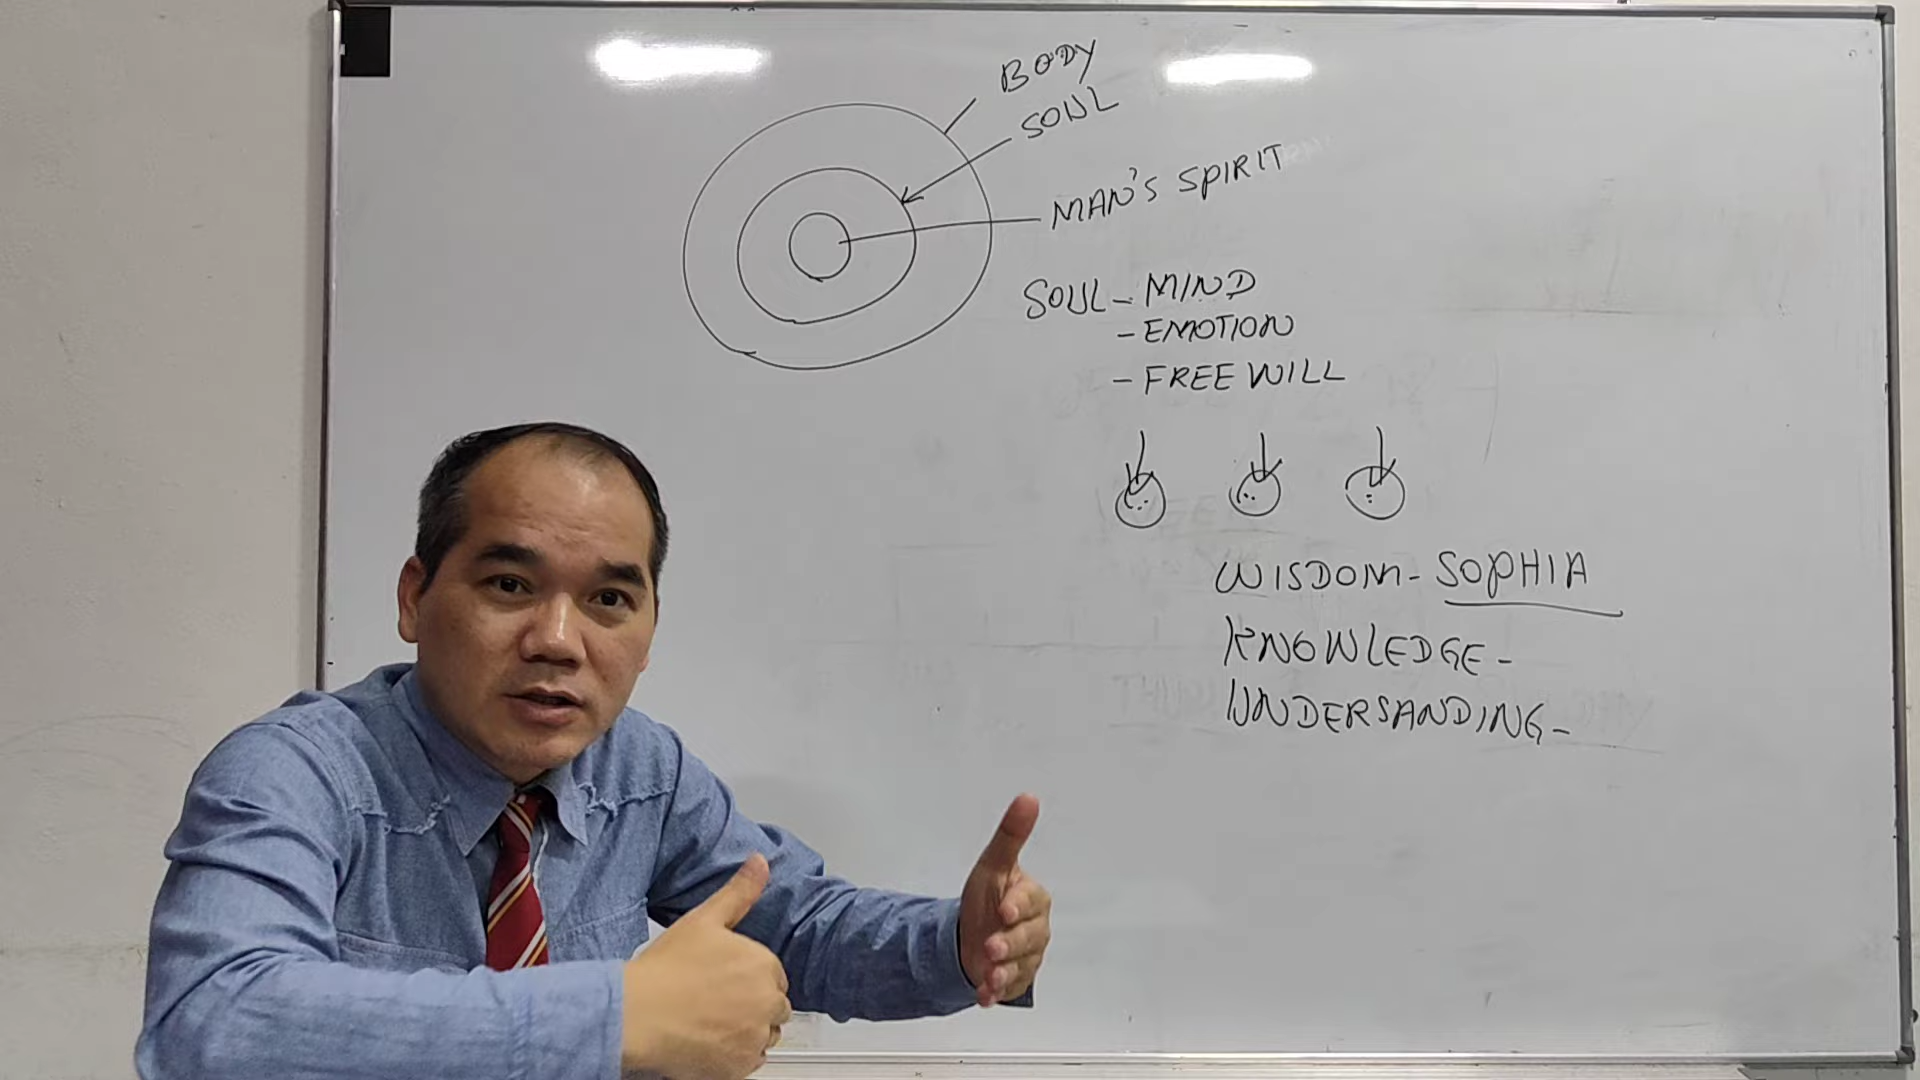 BODY
SOUL
MAN'S SPIRIT
SOUL - MIND
- EMOTION
- FREE WILL
WISDOM - SOPHIA
KNOWLEDGE -
UNDERSANDING -